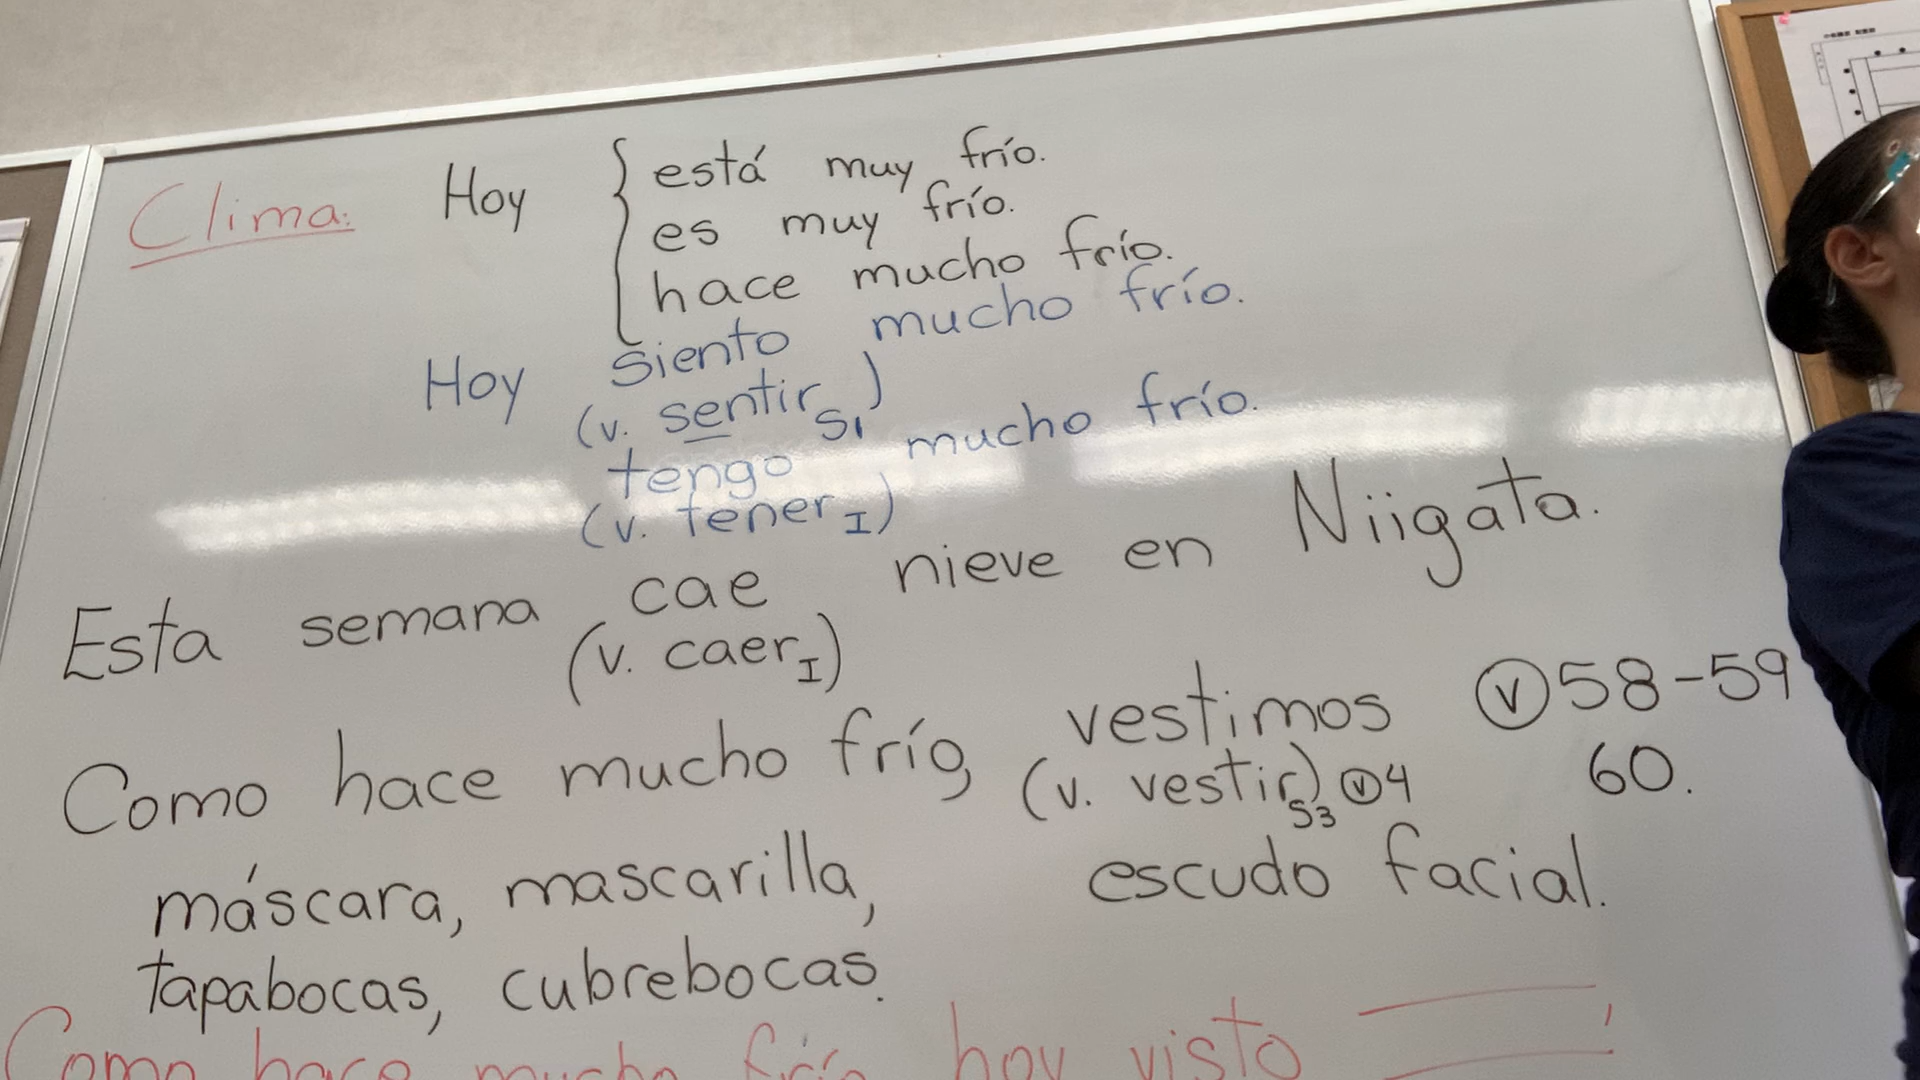 Clima: Hoy { está muy frío.
es muy frío.
hace mucho frío.
Hoy siento mucho frío.
(v. sentir S1)
tengo mucho frío.
(v. tener I)
Esta semana cae nieve en Niigata.
(v. caer I)
Como hace mucho frío, vestimos Ⓥ58-59
(v. vestir) S3 Ⓥ4 60.
máscara, mascarilla, escudo facial.
tapabocas, cubrebocas.
Como hace mucho frío hoy visto